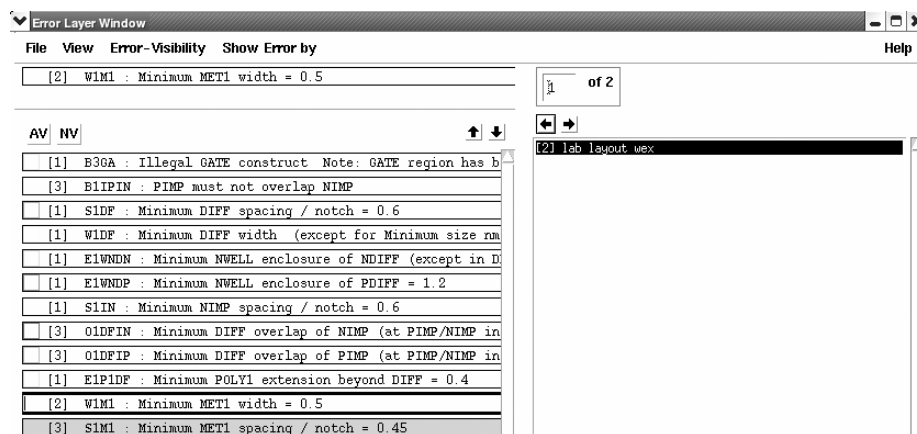 Error Layer Window
File View Error-Visibility Show Error by Help
[2] W1M1 : Minimum MET1 width = 0.5
1 of 2
AV NV
[2] lab layout wex
[1] B3GA : Illegal GATE construct Note: GATE region has b
[3] B1IPIN : PIMP must not overlap NIMP
[1] S1DF : Minimum DIFF spacing / notch = 0.6
[1] W1DF : Minimum DIFF width (except for Minimum size nm
[1] E1WNDN : Minimum NWELL enclosure of NDIFF (except in D
[1] E1WNDP : Minimum NWELL enclosure of PDIFF = 1.2
[1] S1IN : Minimum NIMP spacing / notch = 0.6
[3] O1DFIN : Minimum DIFF overlap of NIMP (at PIMP/NIMP in
[3] O1DFIP : Minimum DIFF overlap of PIMP (at PIMP/NIMP in
[1] E1P1DF : Minimum POLY1 extension beyond DIFF = 0.4
[2] W1M1 : Minimum MET1 width = 0.5
[3] S1M1 : Minimum MET1 spacing / notch = 0.45